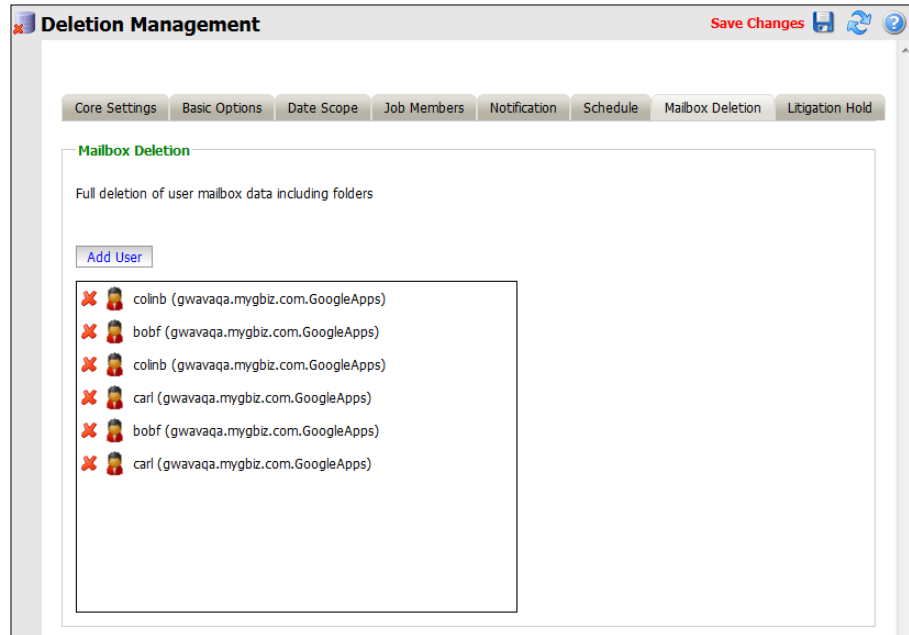 Deletion Management
Save Changes
Core Settings Basic Options Date Scope Job Members Notification Schedule Mailbox Deletion Litigation Hold
Mailbox Deletion
Full deletion of user mailbox data including folders
Add User
colinb (gwavaqa.mygbiz.com.GoogleApps)
bobf (gwavaqa.mygbiz.com.GoogleApps)
colinb (gwavaqa.mygbiz.com.GoogleApps)
carl (gwavaqa.mygbiz.com.GoogleApps)
bobf (gwavaqa.mygbiz.com.GoogleApps)
carl (gwavaqa.mygbiz.com.GoogleApps)